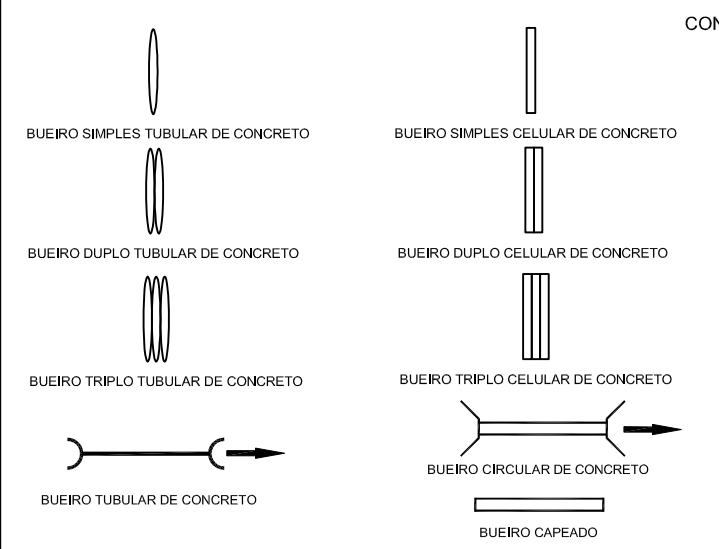 CON
BUEIRO SIMPLES TUBULAR DE CONCRETO
BUEIRO SIMPLES CELULAR DE CONCRETO
BUEIRO DUPLO TUBULAR DE CONCRETO
BUEIRO DUPLO CELULAR DE CONCRETO
BUEIRO TRIPLO TUBULAR DE CONCRETO
BUEIRO TRIPLO CELULAR DE CONCRETO
BUEIRO TUBULAR DE CONCRETO
BUEIRO CIRCULAR DE CONCRETO
BUEIRO CAPEADO